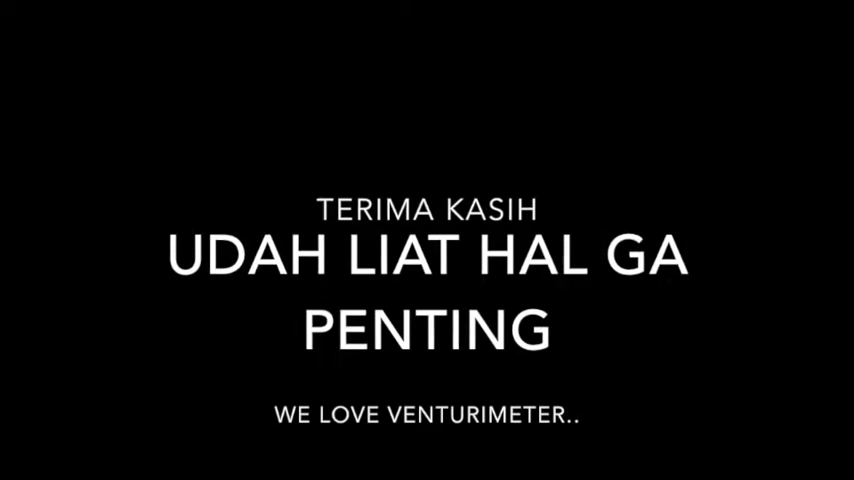 TERIMA KASIH
UDAH LIAT HAL GA
PENTING
WE LOVE VENTURIMETER..